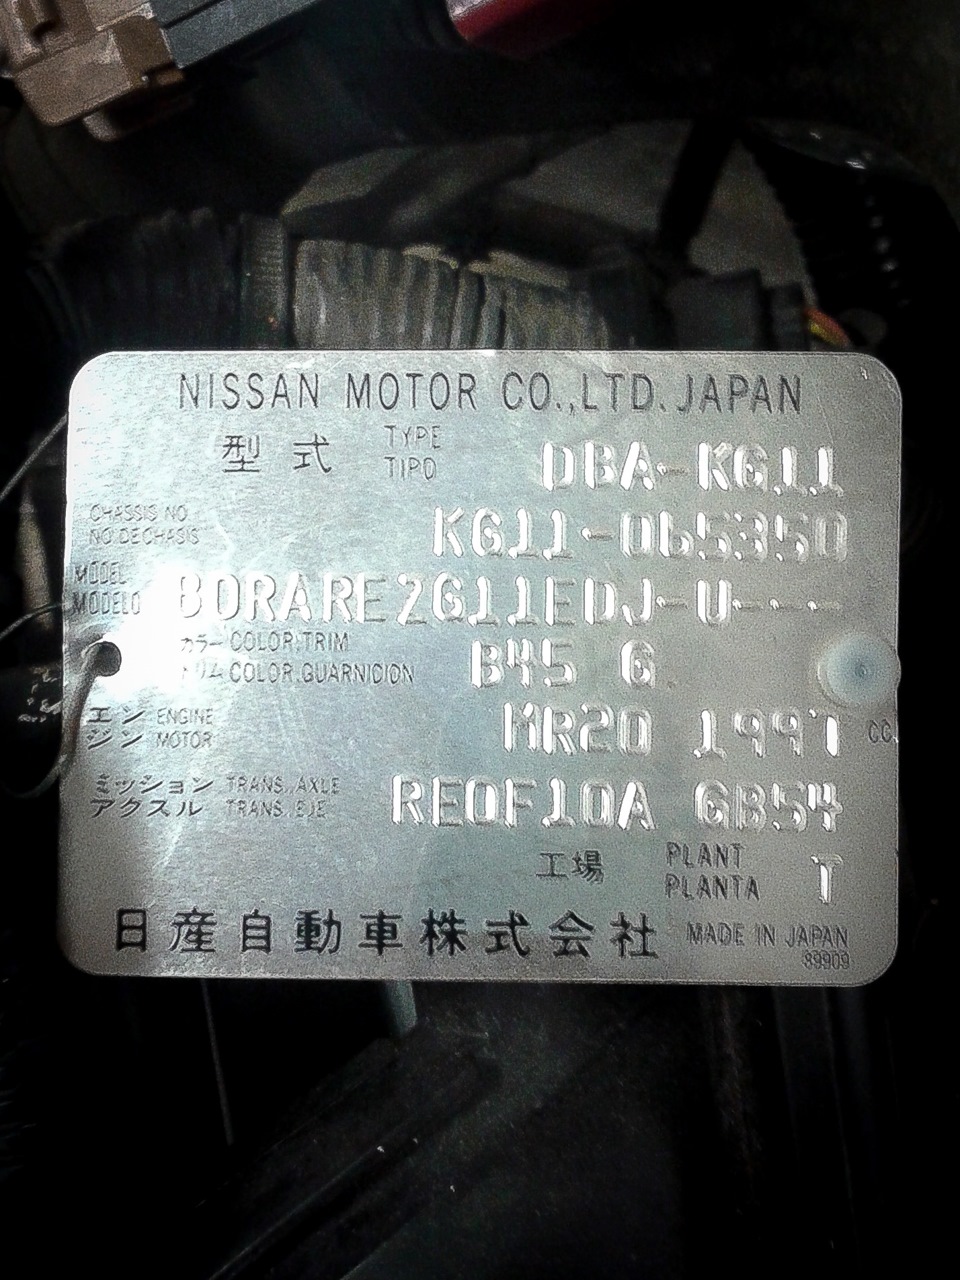 NISSAN MOTOR CO.,LTD. JAPAN
型式 TYPE TIPO DBA-KG11
CHASSIS NO
NO DE CHASIS KG11-065350
MODEL
MODELO BDRARE2G11EDJ-U---
カラー COLOR,TRIM
トリム COLOR,GUARNICION B45 G
エンジン ENGINE MOTOR MR20 1997 CC
ミッション TRANS.,AXLE
アクスル TRANS.,EJE RE0F10A GB54
工場 PLANT PLANTA T
日産自動車株式会社 MADE IN JAPAN
89909